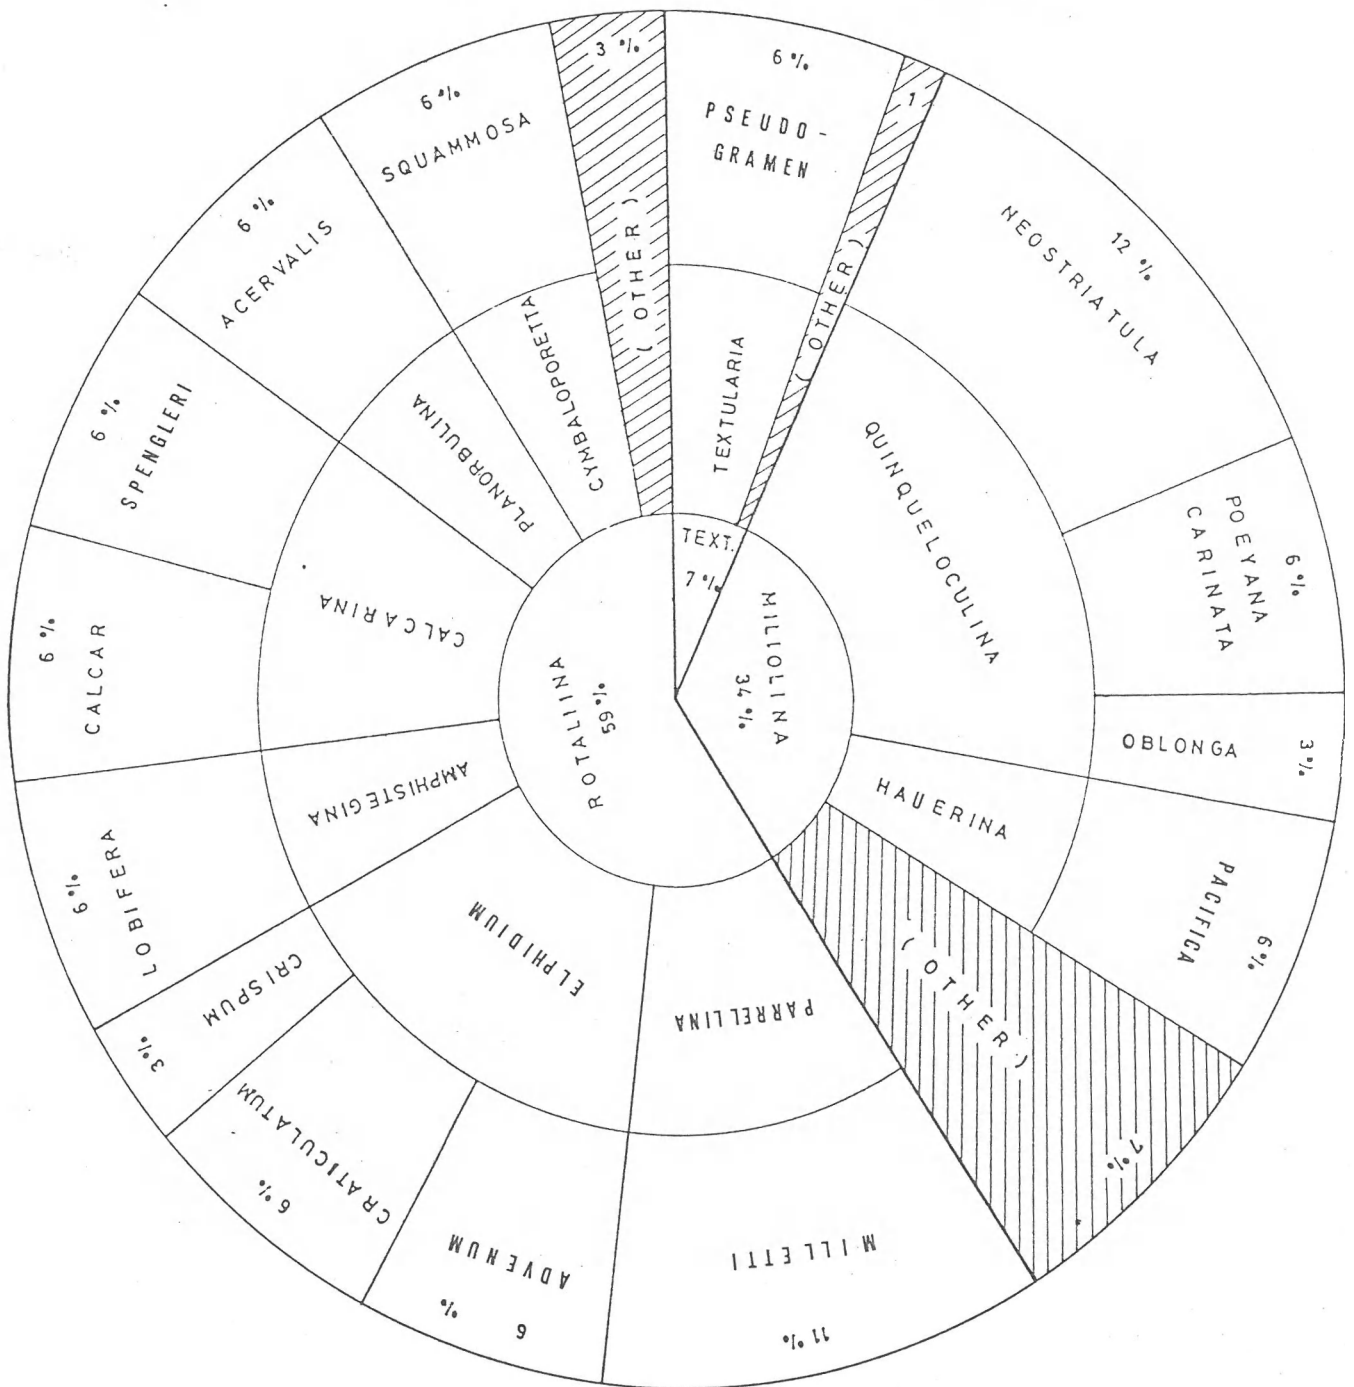 6 %
PSEUDO-
GRAMEN
TEXTULARIA
TEXT.
7 %
1
( OTHER )
12 %
NEOSTRIATULA
QUINQUELOCULINA
MILIOLINA
34 %
6 %
POEYANA
CARINATA
3 %
OBLONGA
6 %
PACIFICA
HAUERINA
( OTHER )
7 %
11 %
MILLETTI
PARRELLINA
6 %
ADVENUM
ELPHIDIUM
6 %
CRATICULATUM
3 %
CRISPUM
6 %
LOBIFERA
AMPHISTEGINA
ROTALIINA
59 %
6 %
CALCAR
CALCARINA
6 %
SPENGLERI
6 %
ACERVALIS
PLANORBULINA
6 %
SQUAMMOSA
CYMBALOPORETTA
3 %
( OTHER )